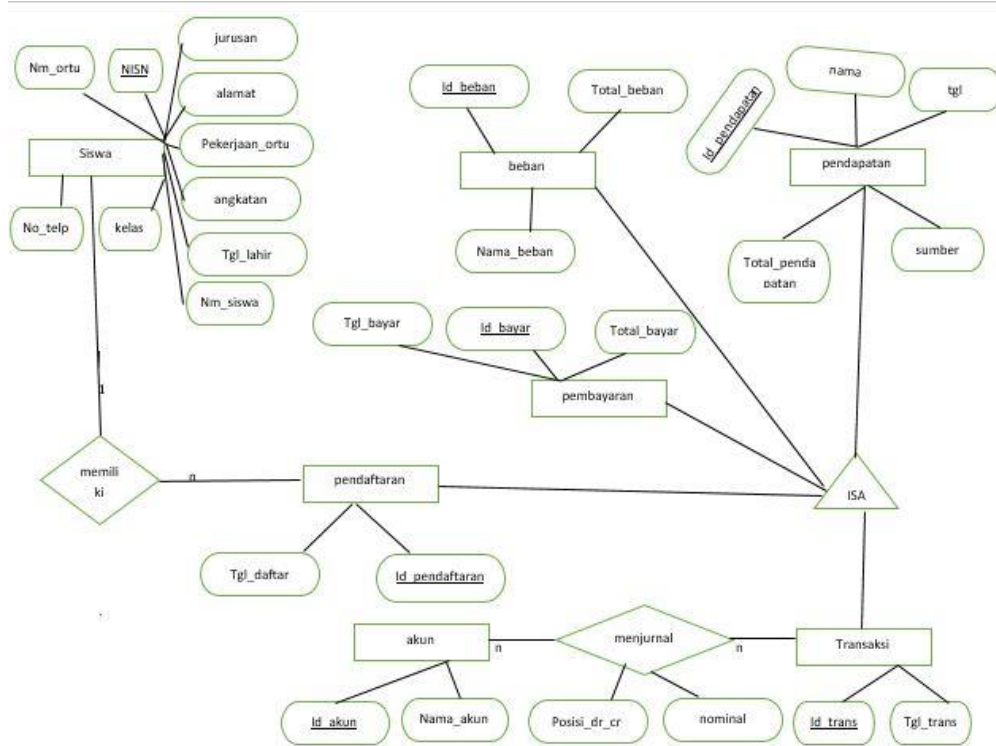 jurusan
Nm_ortu
NISN
alamat
Pekerjaan_ortu
Siswa
angkatan
No_telp
kelas
Tgl_lahir
Nm_siswa
Id_beban
Total_beban
beban
Nama_beban
Id_pendapatan
nama
tgl
pendapatan
Total_penda
patan
sumber
Tgl_bayar
Id_bayar
Total_bayar
pembayaran
1
memili
ki
n
pendaftaran
ISA
Tgl_daftar
Id_pendaftaran
akun
n
menjurnal
n
Transaksi
Id_akun
Nama_akun
Posisi_dr_cr
nominal
Id_trans
Tgl_trans